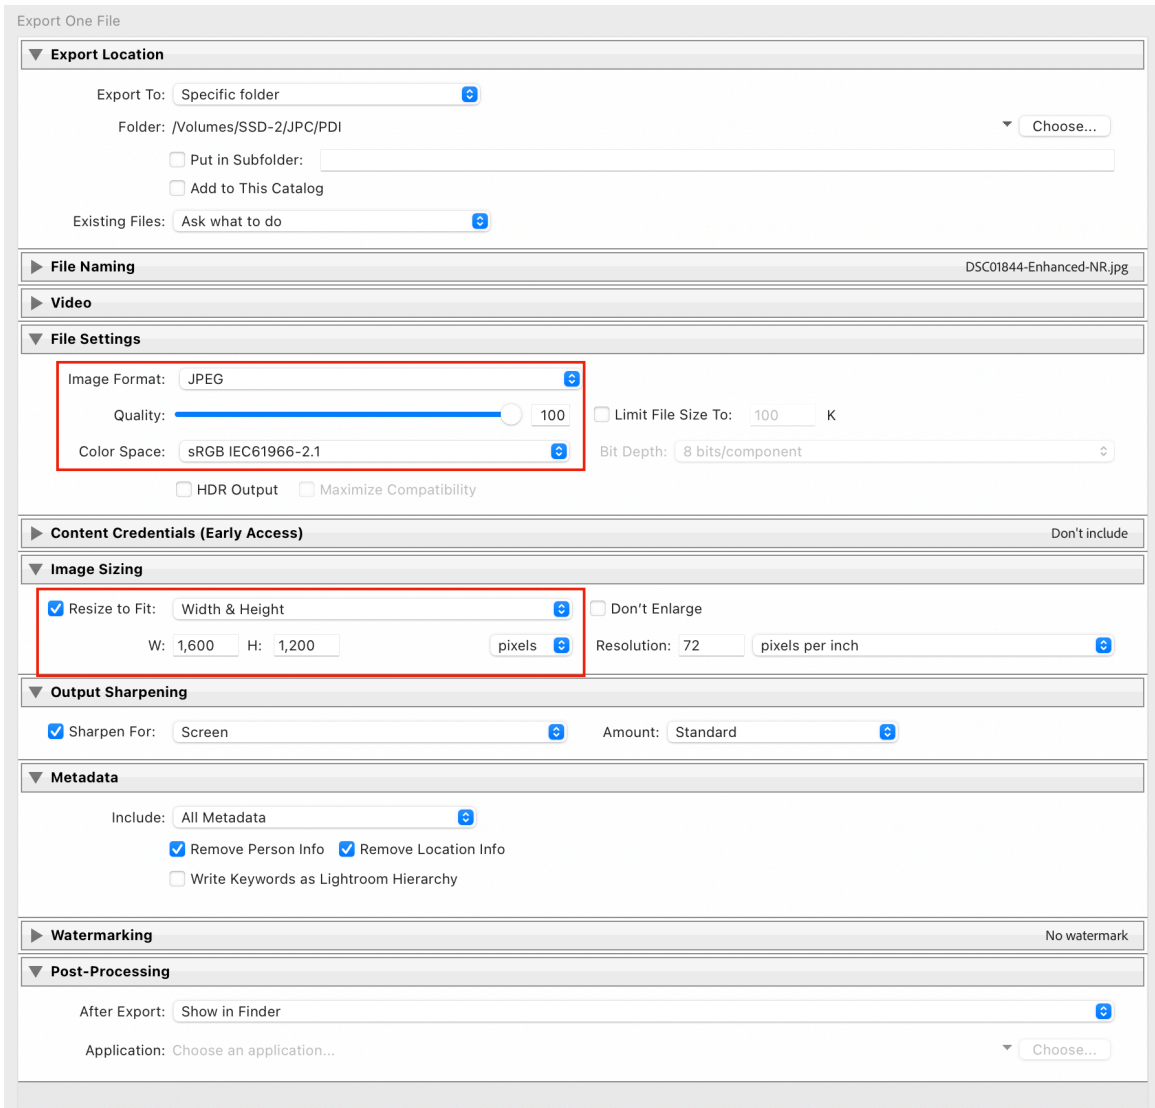 Export One File
Export Location
Export To: Specific folder
Folder: /Volumes/SSD-2/JPC/PDI Choose...
Put in Subfolder:
Add to This Catalog
Existing Files: Ask what to do
File Naming DSC01844-Enhanced-NR.jpg
Video
File Settings
Image Format: JPEG
Quality: 100 Limit File Size To: 100 K
Color Space: sRGB IEC61966-2.1 Bit Depth: 8 bits/component
HDR Output Maximize Compatibility
Content Credentials (Early Access) Don't include
Image Sizing
Resize to Fit: Width & Height Don't Enlarge
W: 1,600 H: 1,200 pixels Resolution: 72 pixels per inch
Output Sharpening
Sharpen For: Screen Amount: Standard
Metadata
Include: All Metadata
Remove Person Info Remove Location Info
Write Keywords as Lightroom Hierarchy
Watermarking No watermark
Post-Processing
After Export: Show in Finder
Application: Choose an application... Choose...